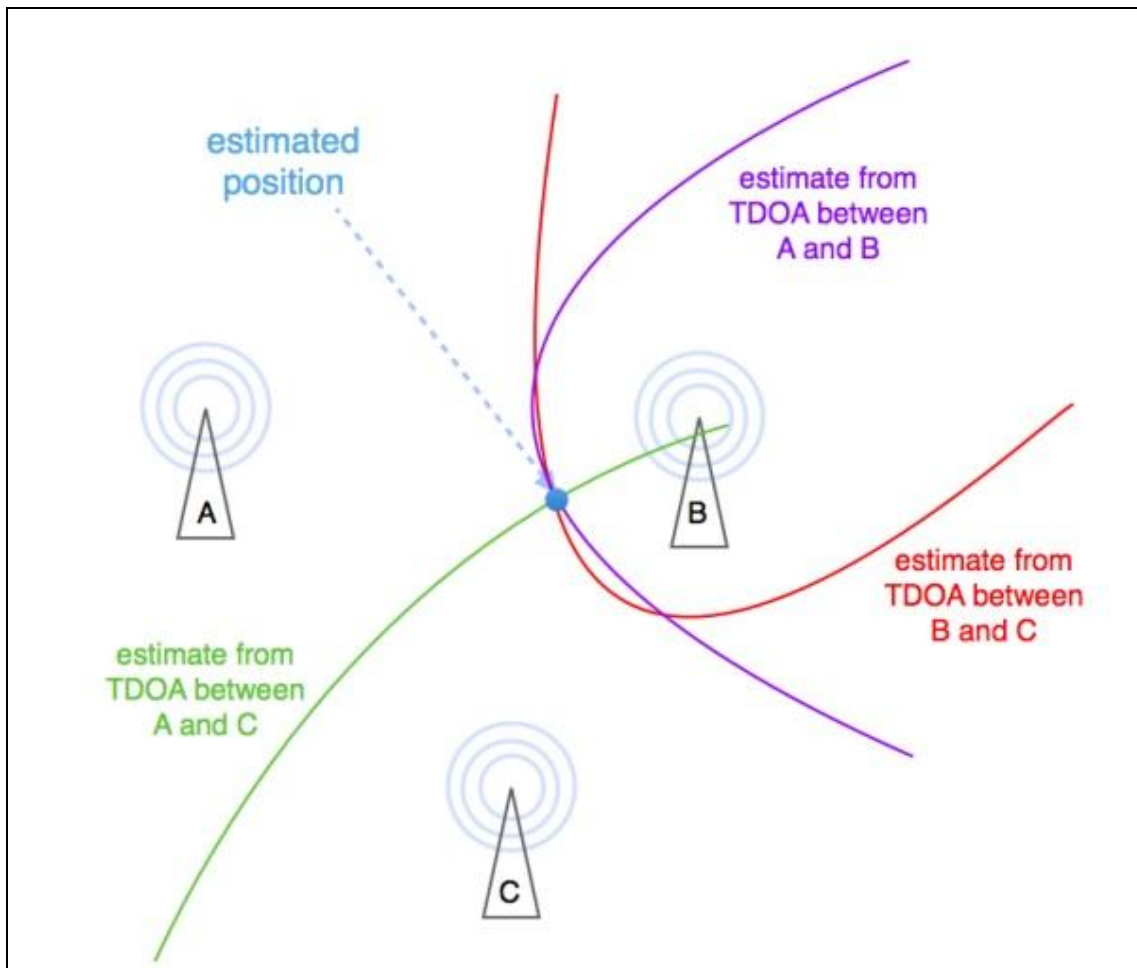 estimated
position
estimate from
TDOA between
A and B
A
B
estimate from
TDOA between
B and C
estimate from
TDOA between
A and C
C